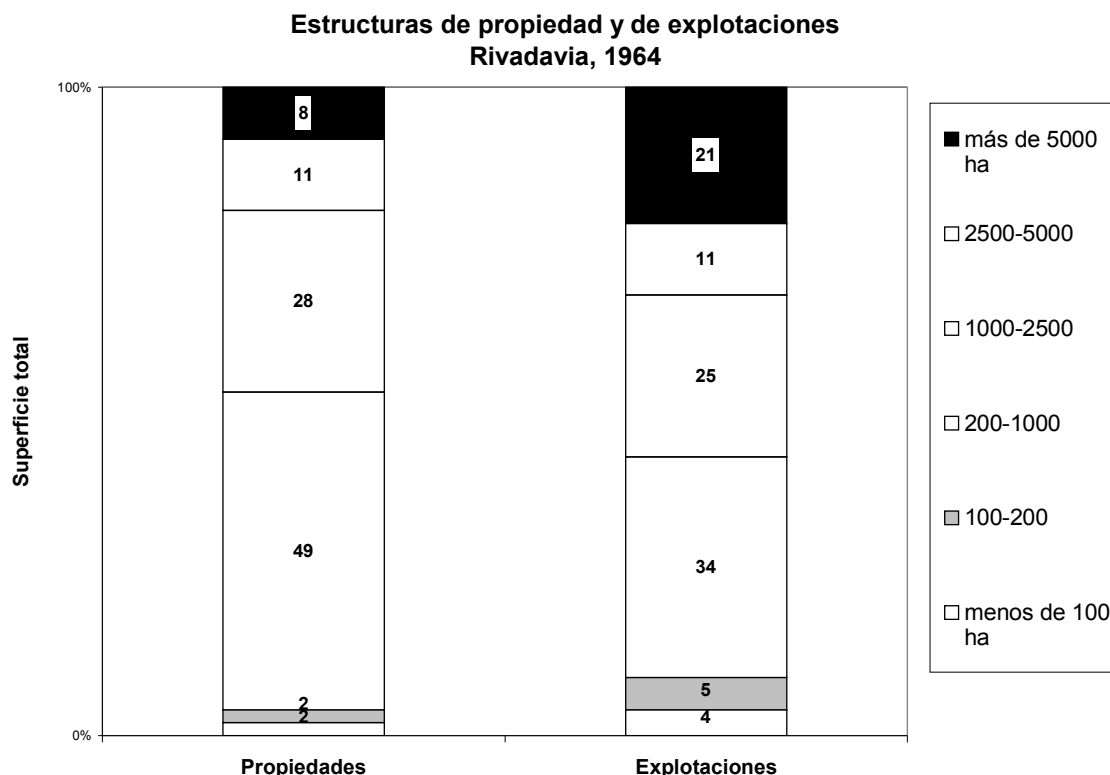 Estructuras de propiedad y de explotaciones
Rivadavia, 1964
100%
0%
Superficie total
8
11
28
49
2
2
21
11
25
34
5
4
Propiedades
Explotaciones
más de 5000
ha
2500-5000
1000-2500
200-1000
100-200
menos de 100
ha